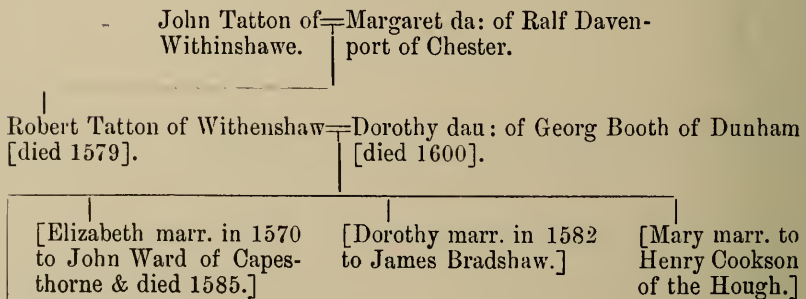 John Tatton of Withinshawe.
Margaret da: of Ralf Daven-
port of Chester.
Robert Tatton of Withenshaw
[died 1579].
Dorothy dau: of Georg Booth of Dunham
[died 1600].
[Elizabeth marr. in 1570
to John Ward of Capes-
thorne & died 1585.]
[Dorothy marr. in 1582
to James Bradshaw.]
[Mary marr. to
Henry Cookson
of the Hough.]